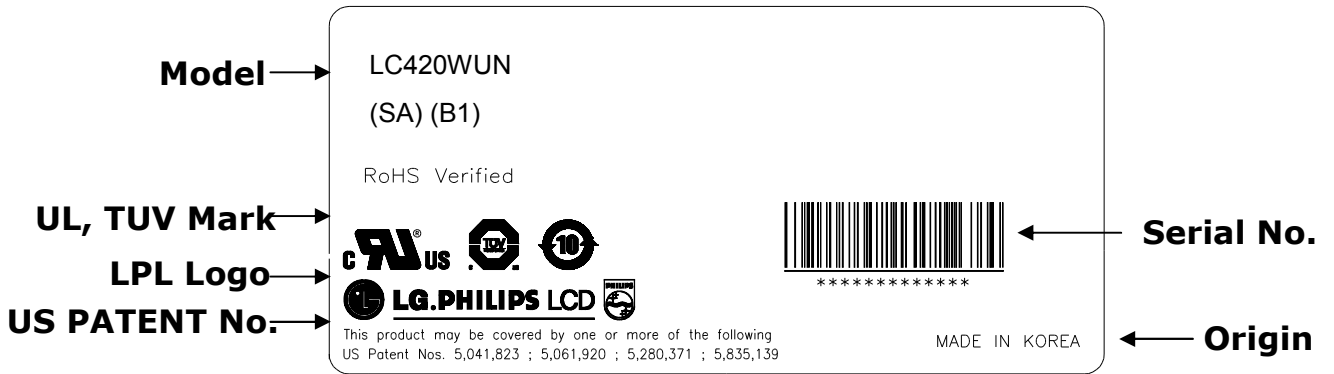 Model
LC420WUN
(SA) (B1)
RoHS Verified
UL, TUV Mark
C RU ® US
TÜV
10
Serial No.
*************
LPL Logo
LG LG.PHILIPS LCD PHILIPS
US PATENT No.
This product may be covered by one or more of the following
US Patent Nos. 5,041,823 ; 5,061,920 ; 5,280,371 ; 5,835,139
MADE IN KOREA
Origin